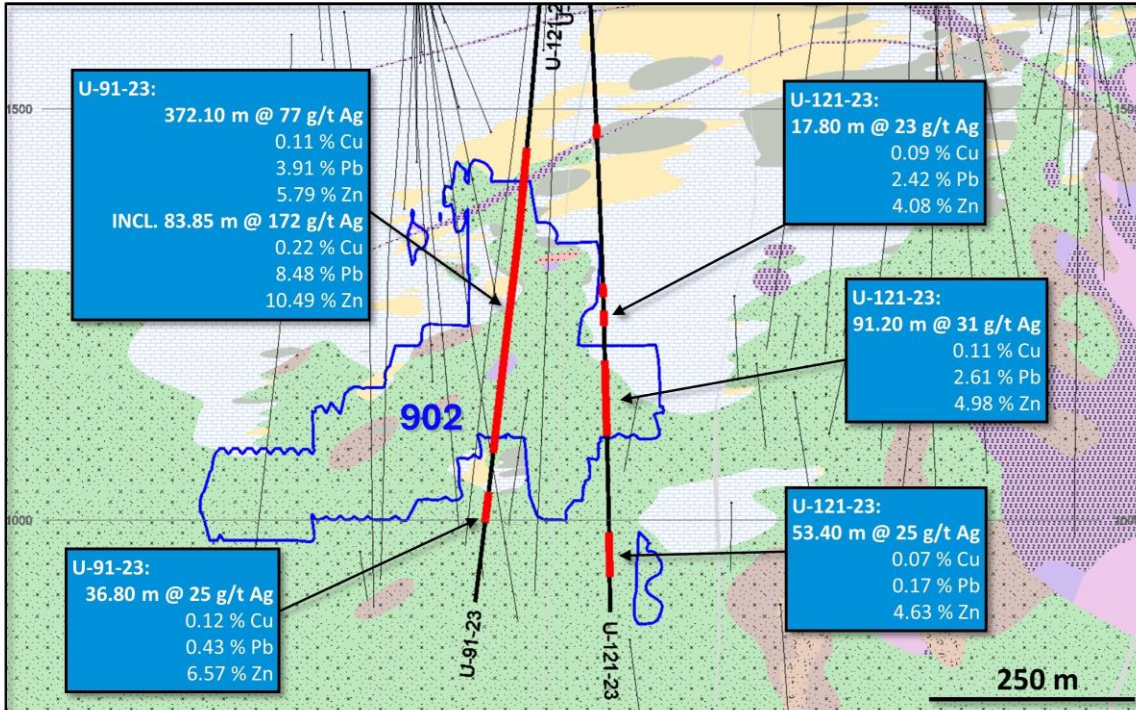 U-121-2
1500
U-91-23:
372.10 m @ 77 g/t Ag
0.11 % Cu
3.91 % Pb
5.79 % Zn
INCL. 83.85 m @ 172 g/t Ag
0.22 % Cu
8.48 % Pb
10.49 % Zn
U-121-23:
17.80 m @ 23 g/t Ag
0.09 % Cu
2.42 % Pb
4.08 % Zn
U-121-23:
91.20 m @ 31 g/t Ag
0.11 % Cu
2.61 % Pb
4.98 % Zn
902
1000
U-121-23:
53.40 m @ 25 g/t Ag
0.07 % Cu
0.17 % Pb
4.63 % Zn
U-91-23:
36.80 m @ 25 g/t Ag
0.12 % Cu
0.43 % Pb
6.57 % Zn
U-91-23
U-121-23
250 m